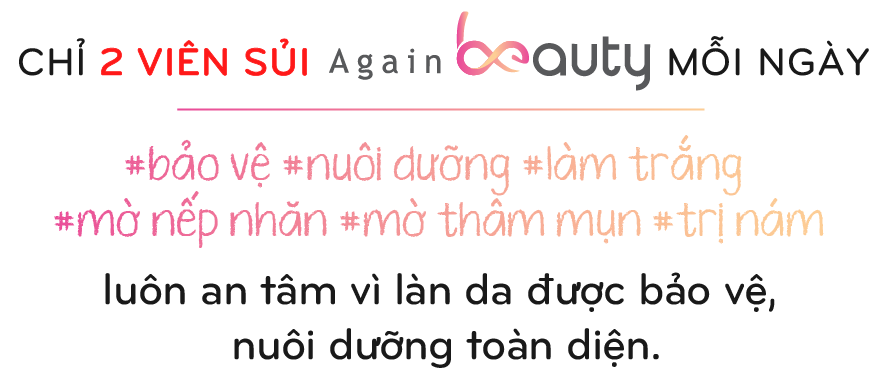 CHỈ 2 VIÊN SỦI Again beauty MỖI NGÀY
#bảo vệ #nuôi dưỡng #làm trắng
#mờ nếp nhăn #mờ thâm mụn #trị nám
luôn an tâm vì làn da được bảo vệ,
nuôi dưỡng toàn diện.